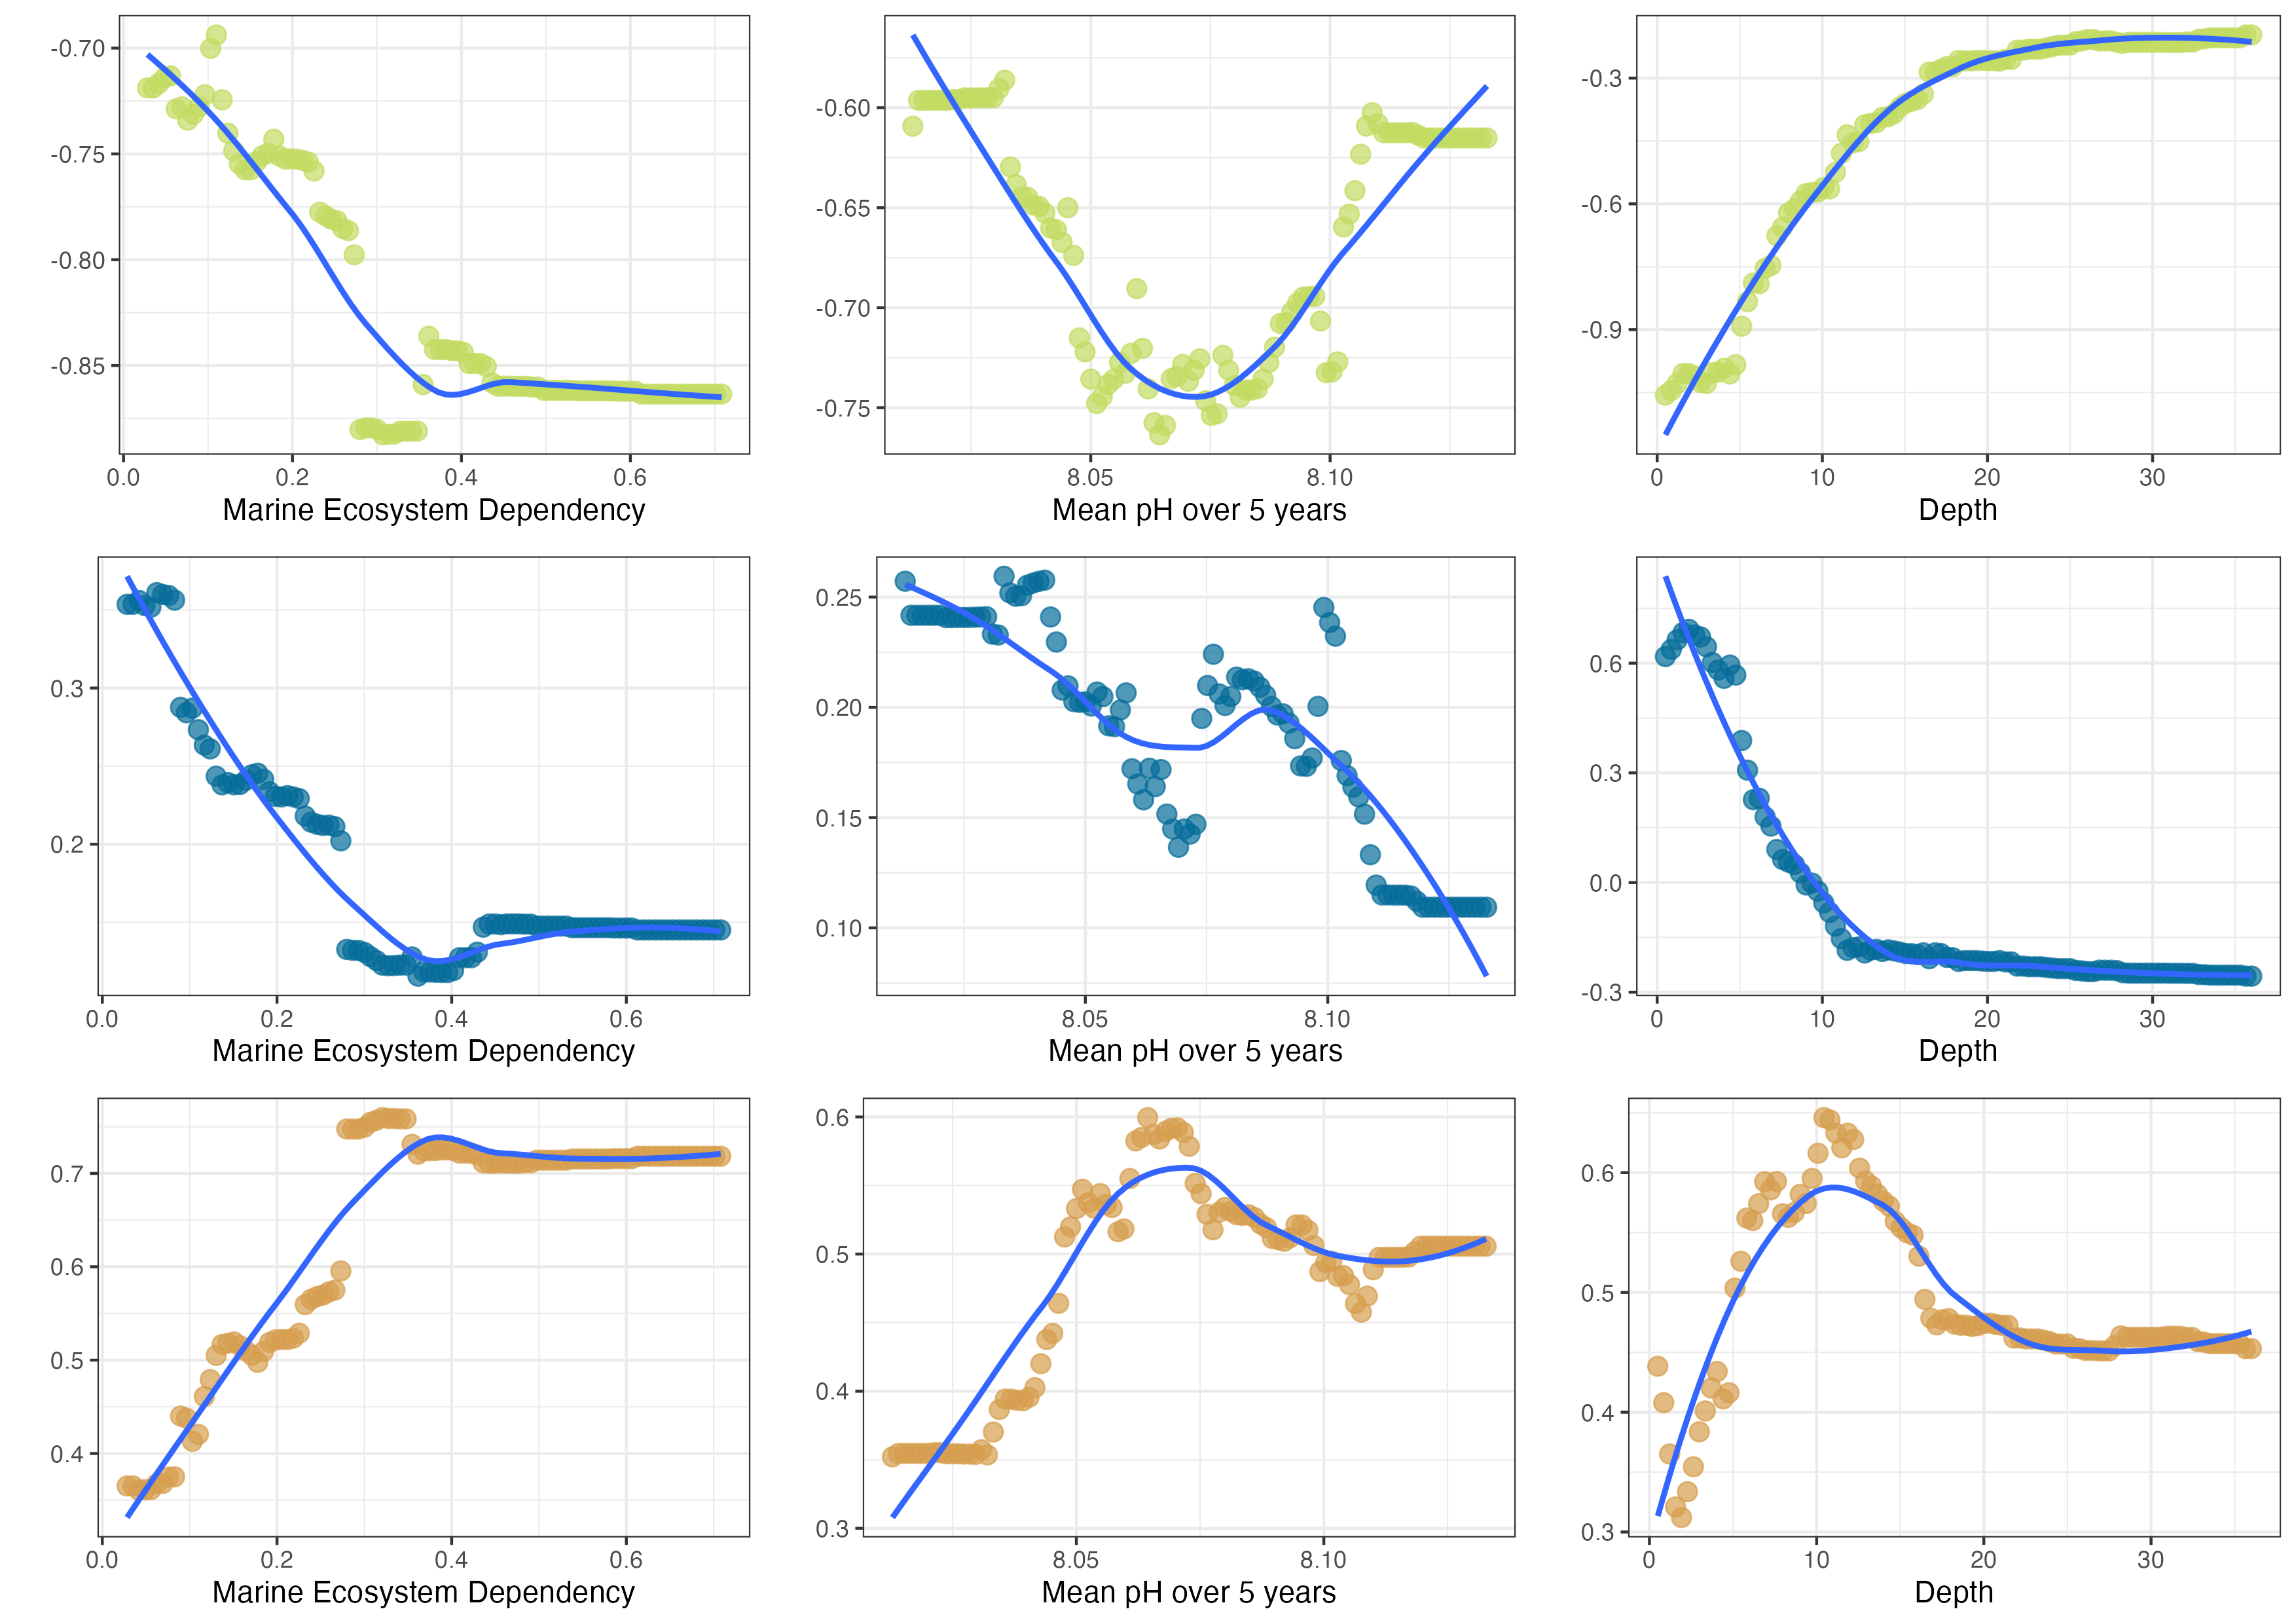 -0.70
-0.75
-0.80
-0.85
0.0 0.2 0.4 0.6
Marine Ecosystem Dependency
-0.60
-0.65
-0.70
-0.75
8.05 8.10
Mean pH over 5 years
-0.3
-0.6
-0.9
0 10 20 30
Depth
0.3
0.2
0.0 0.2 0.4 0.6
Marine Ecosystem Dependency
0.25
0.20
0.15
0.10
8.05 8.10
Mean pH over 5 years
0.6
0.3
0.0
-0.3
0 10 20 30
Depth
0.7
0.6
0.5
0.4
0.0 0.2 0.4 0.6
Marine Ecosystem Dependency
0.6
0.5
0.4
0.3
8.05 8.10
Mean pH over 5 years
0.6
0.5
0.4
0.3
0 10 20 30
Depth